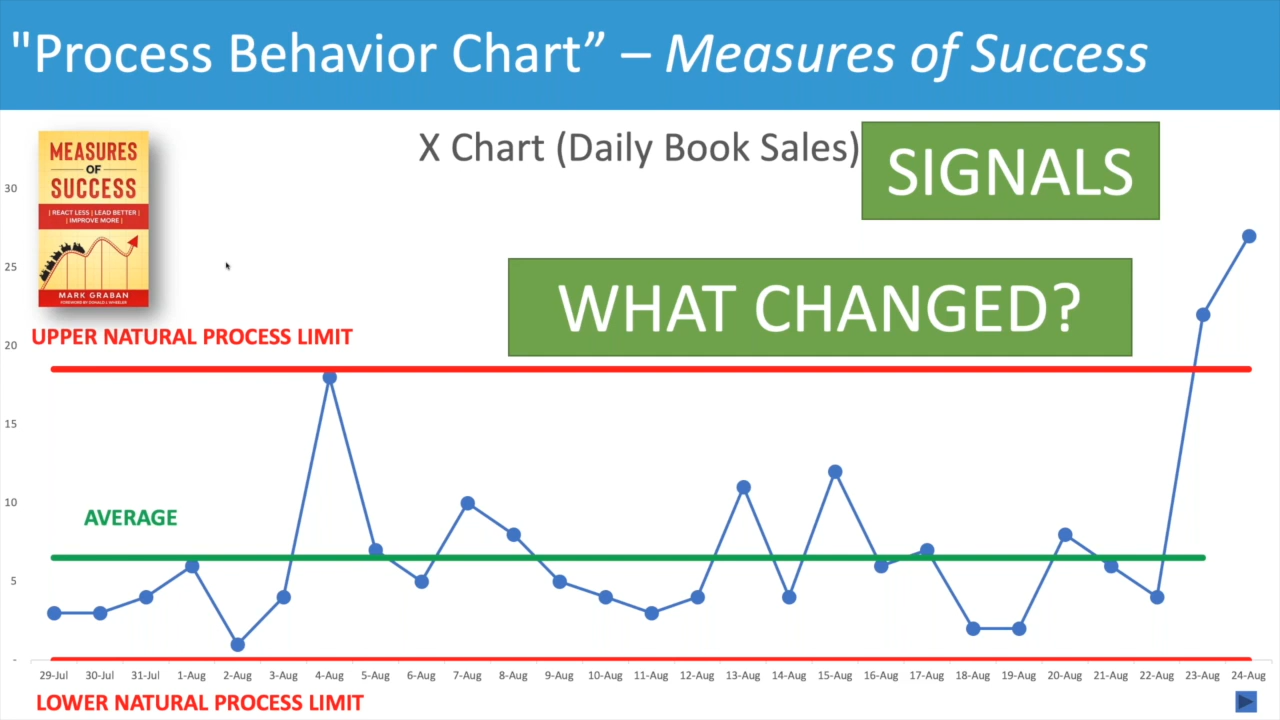 "Process Behavior Chart” – Measures of Success
MEASURES
OF
SUCCESS
| REACT LESS | LEAD BETTER |
| IMPROVE MORE |
MARK GRABAN
FOREWORD BY DONALD J. WHEELER
X Chart (Daily Book Sales)
SIGNALS
WHAT CHANGED?
UPPER NATURAL PROCESS LIMIT
AVERAGE
30
25
20
15
10
5
-
29-Jul 30-Jul 31-Jul 1-Aug 2-Aug 3-Aug 4-Aug 5-Aug 6-Aug 7-Aug 8-Aug 9-Aug 10-Aug 11-Aug 12-Aug 13-Aug 14-Aug 15-Aug 16-Aug 17-Aug 18-Aug 19-Aug 20-Aug 21-Aug 22-Aug 23-Aug 24-Aug
LOWER NATURAL PROCESS LIMIT